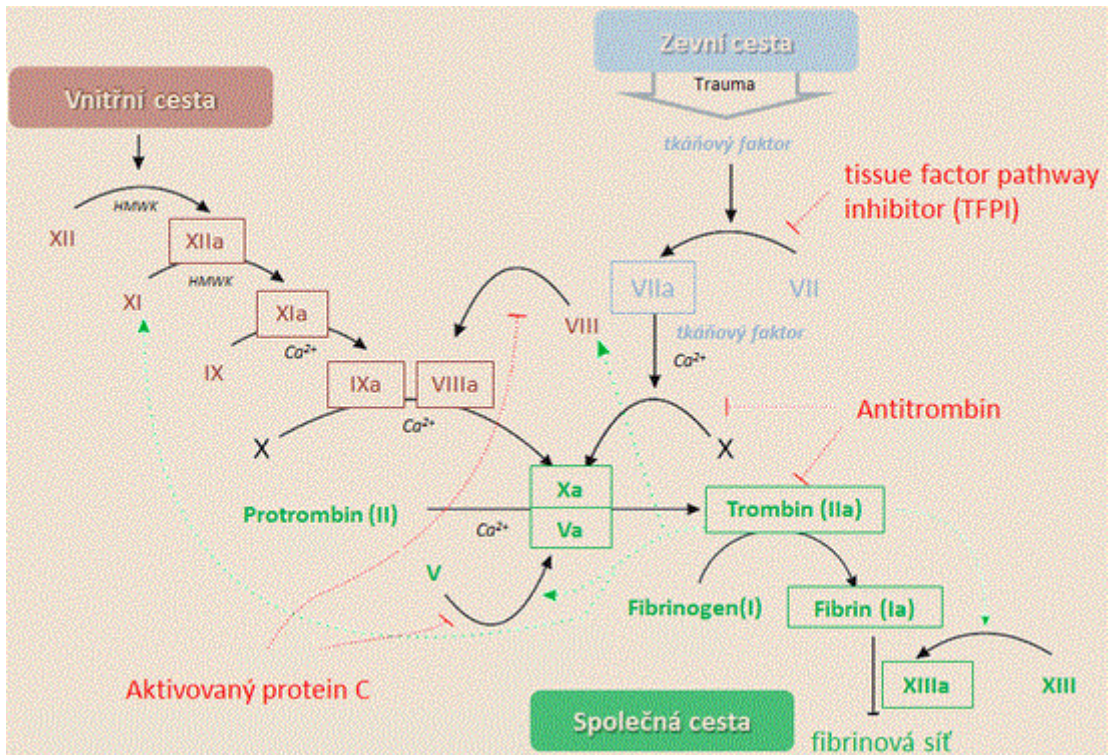 Zevní cesta
Trauma
Vnitřní cesta
tkáňový faktor
tissue factor pathway
inhibitor (TFPI)
HMWK
XII
XIIa
HMWK
XI
XIa
Ca2+
IX
IXa
VIIIa
Ca2+
X
VIII
VIIa
VII
tkáňový faktor
Ca2+
Antitrombin
X
Xa
Protrombin (II)
Ca2+
Va
Trombin (IIa)
V
Fibrinogen(I)
Fibrin (Ia)
XIIIa
XIII
Aktivovaný protein C
Společná cesta
fibrinová síť